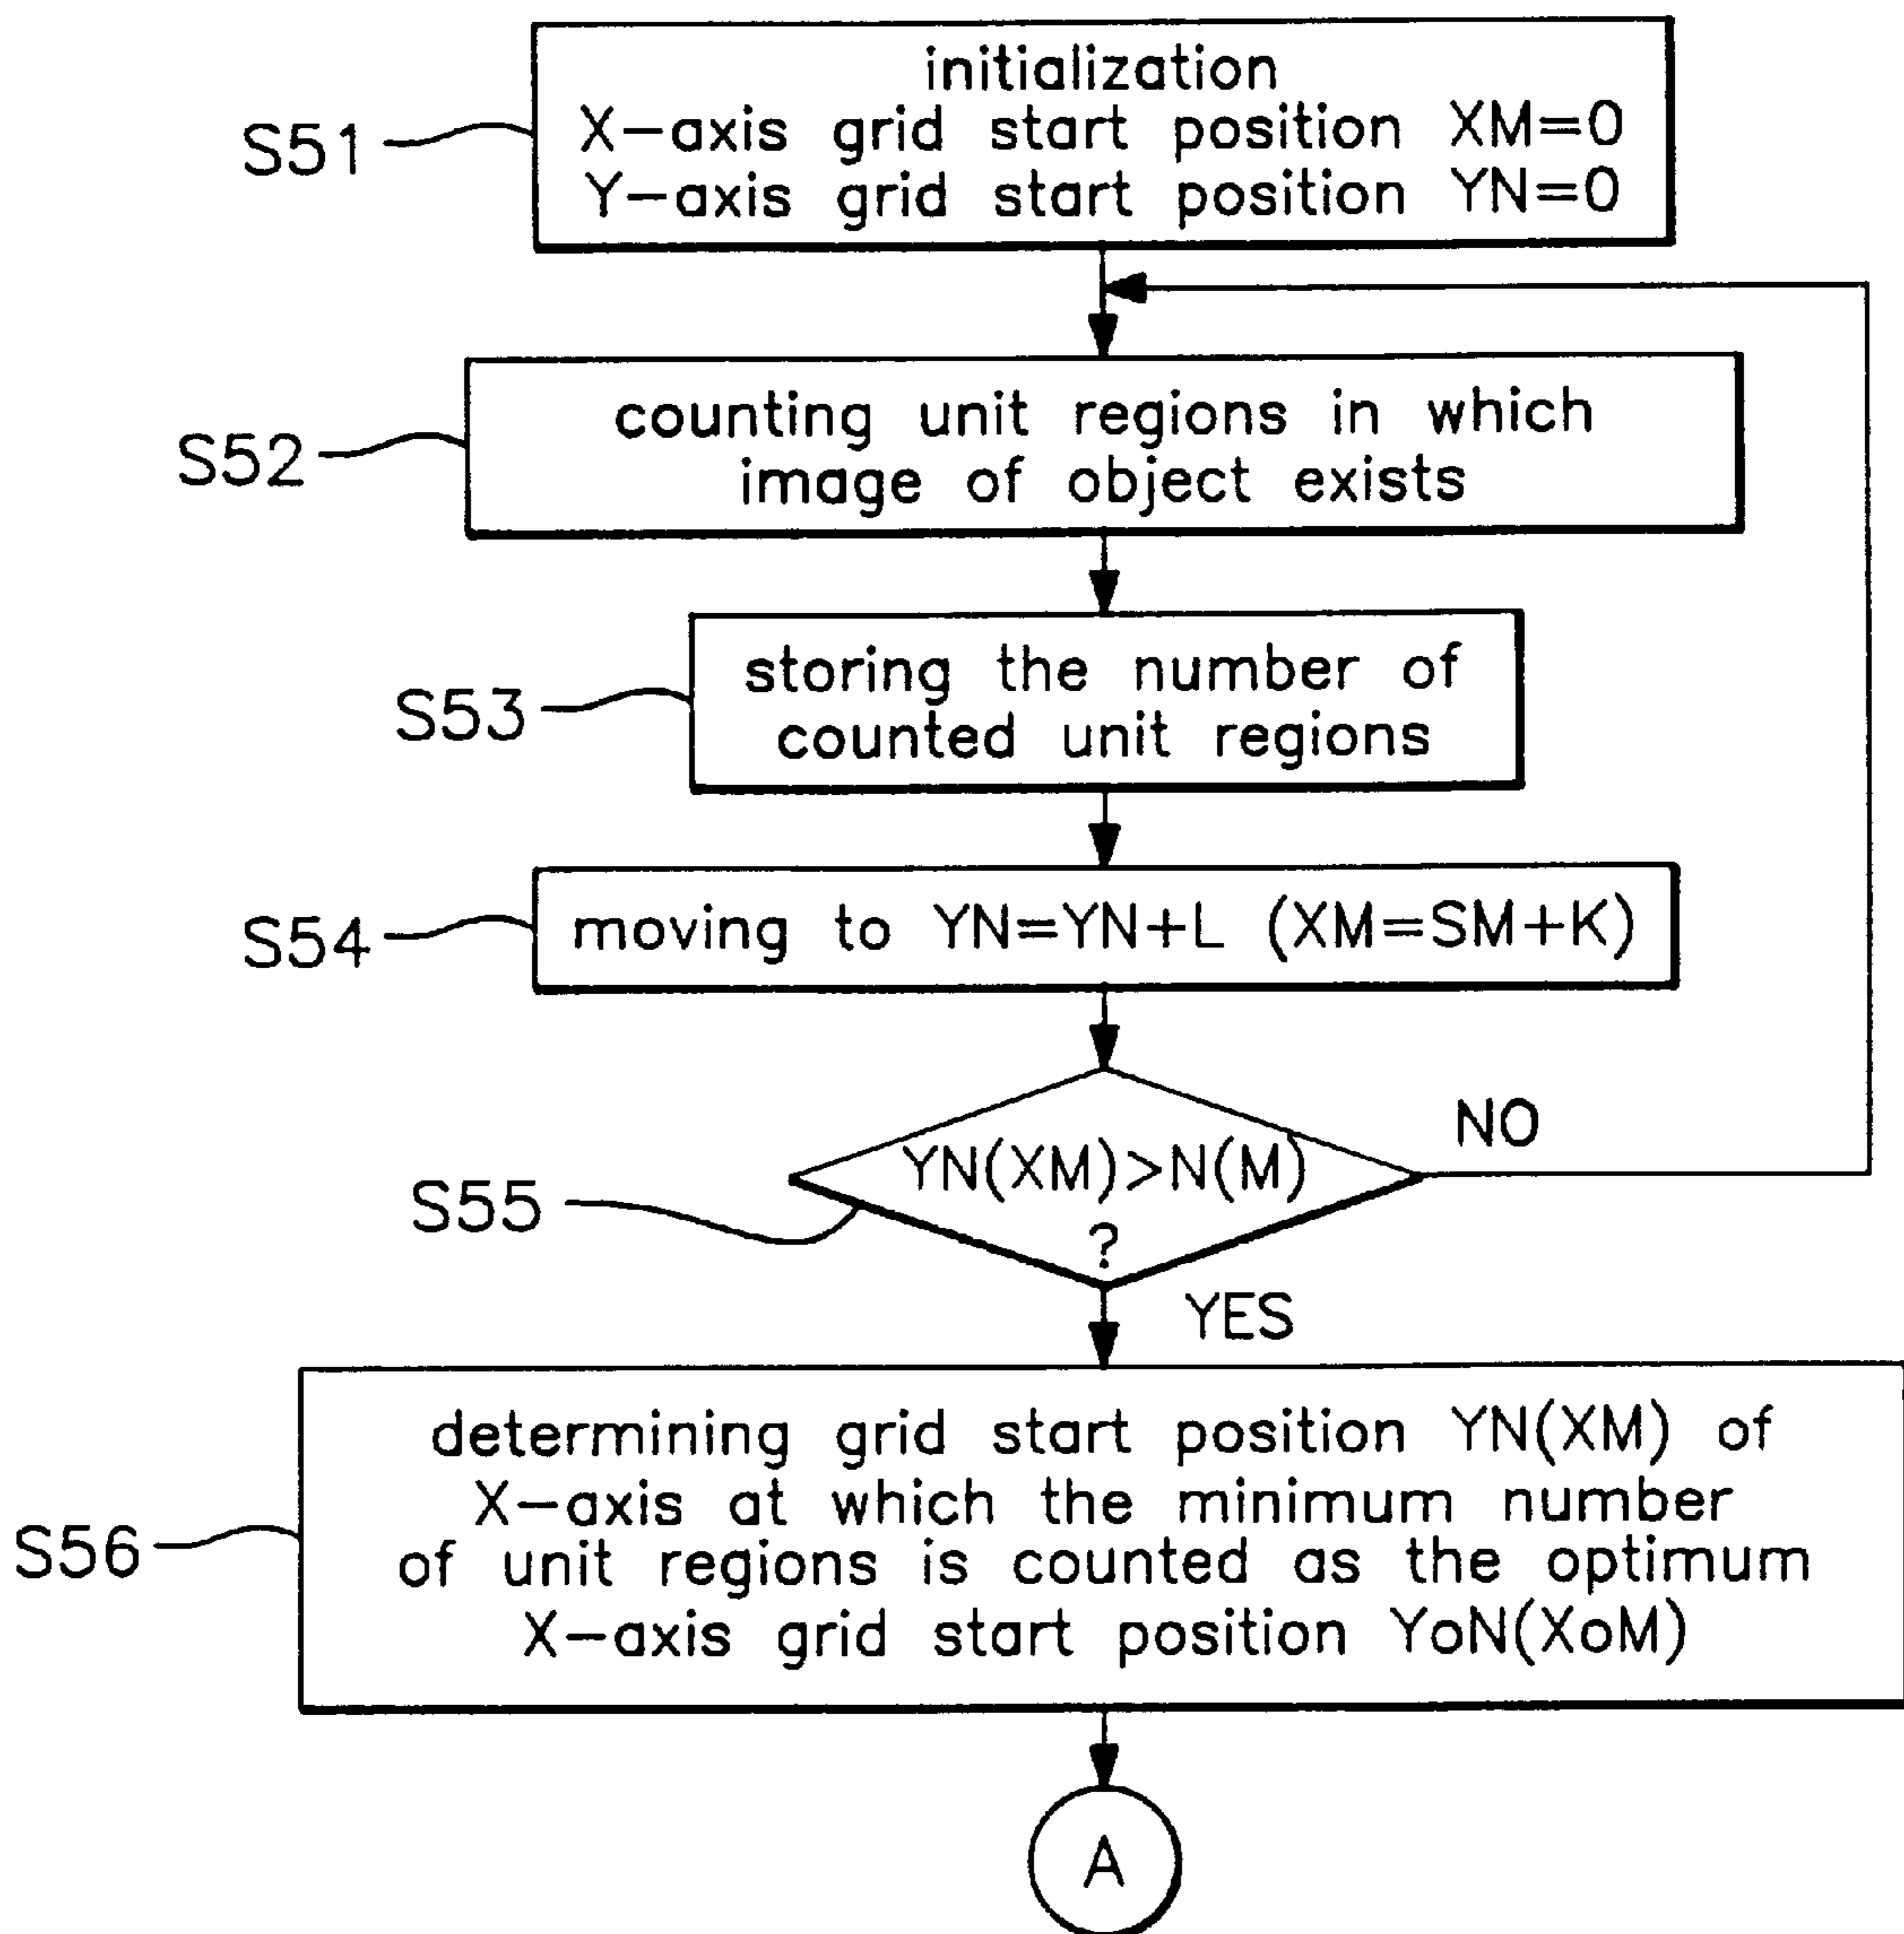 initialization
S51
X-axis grid start position XM=0
Y-axis grid start position YN=0
S52
counting unit regions in which
image of object exists
S53
storing the number of
counted unit regions
S54
moving to YN=YN+L (XM=SM+K)
NO
S55
YN(XM)>N(M)
?
YES
S56
determining grid start position YN(XM) of
X-axis at which the minimum number
of unit regions is counted as the optimum
X-axis grid start position YoN(XoM)
A